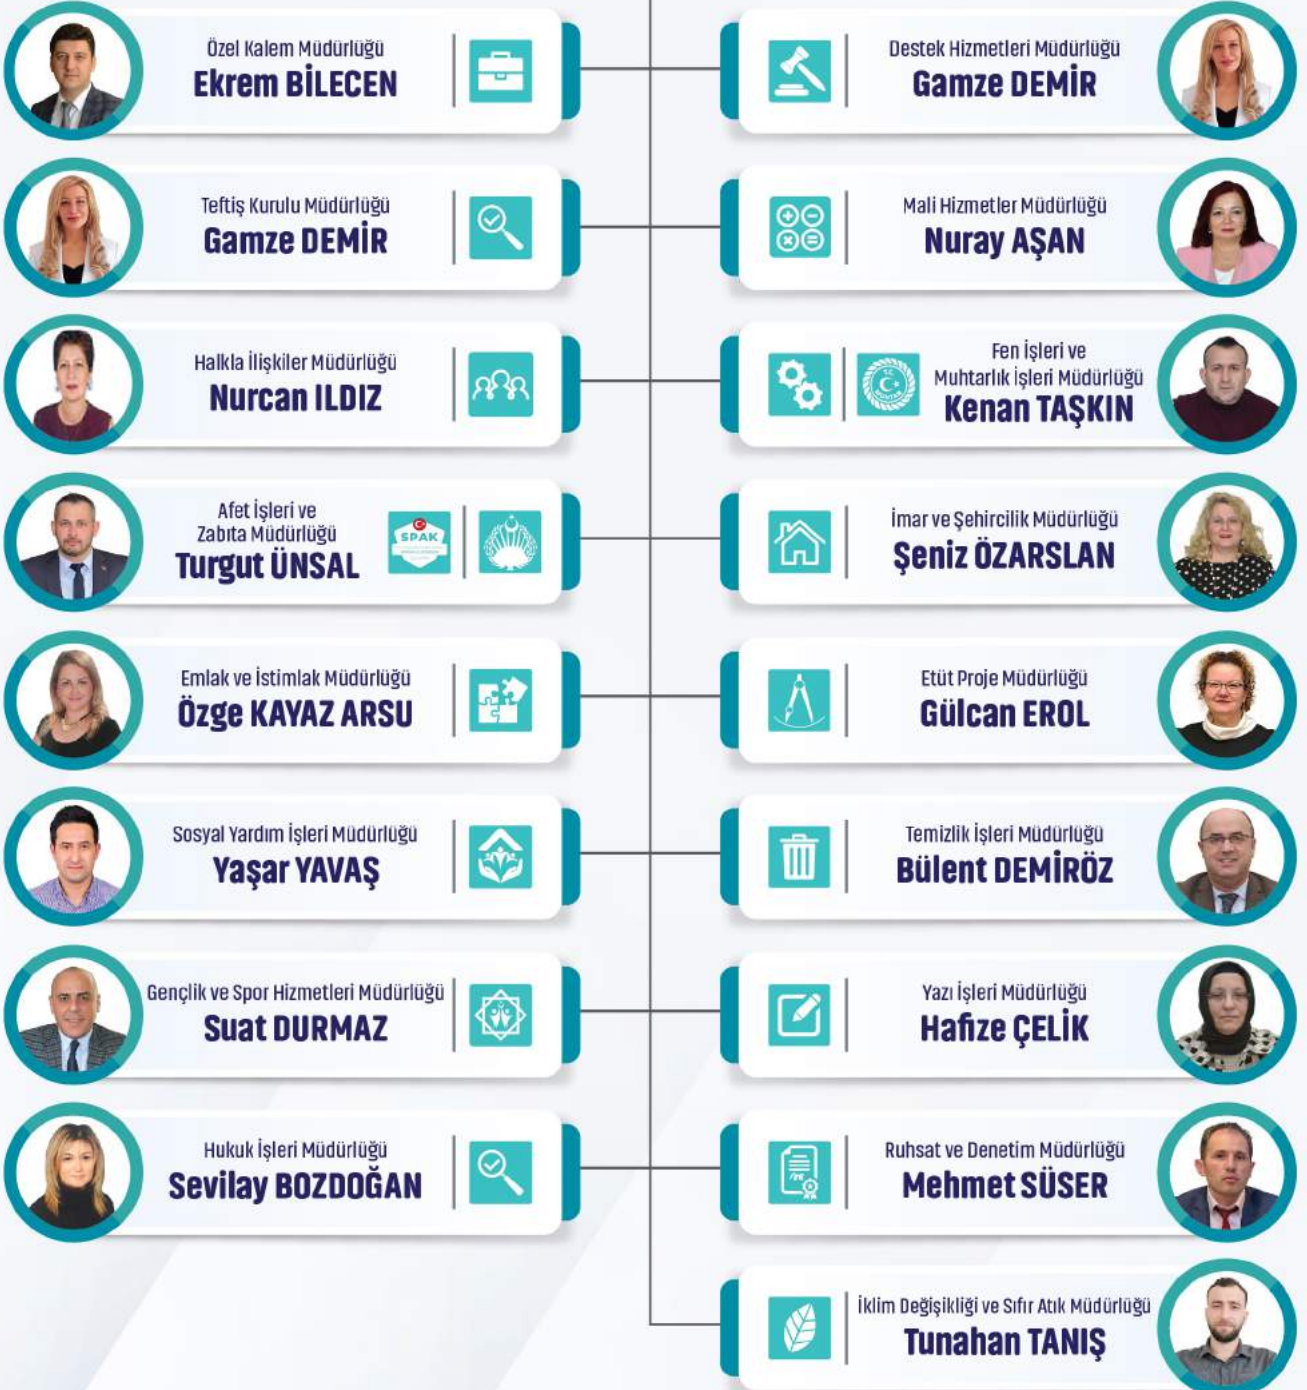 Özel Kalem Müdürlüğü
Ekrem BİLECEN
Destek Hizmetleri Müdürlüğü
Gamze DEMİR
Teftiş Kurulu Müdürlüğü
Gamze DEMİR
Mali Hizmetler Müdürlüğü
Nuray AŞAN
Halkla İlişkiler Müdürlüğü
Nurcan ILDIZ
T.C.
MUHTAR
Fen İşleri ve
Muhtarlık İşleri Müdürlüğü
Kenan TAŞKIN
Afet İşleri ve
Zabıta Müdürlüğü
Turgut ÜNSAL
SPAK
İmar ve Şehircilik Müdürlüğü
Şeniz ÖZARSLAN
Emlak ve İstimlak Müdürlüğü
Özge KAYAZ ARSU
Etüt Proje Müdürlüğü
Gülcan EROL
Sosyal Yardım İşleri Müdürlüğü
Yaşar YAVAŞ
Temizlik İşleri Müdürlüğü
Bülent DEMİRÖZ
Gençlik ve Spor Hizmetleri Müdürlüğü
Suat DURMAZ
Yazı İşleri Müdürlüğü
Hafize ÇELİK
Hukuk İşleri Müdürlüğü
Sevilay BOZDOĞAN
Ruhsat ve Denetim Müdürlüğü
Mehmet SÜSER
İklim Değişikliği ve Sıfır Atık Müdürlüğü
Tunahan TANIŞ